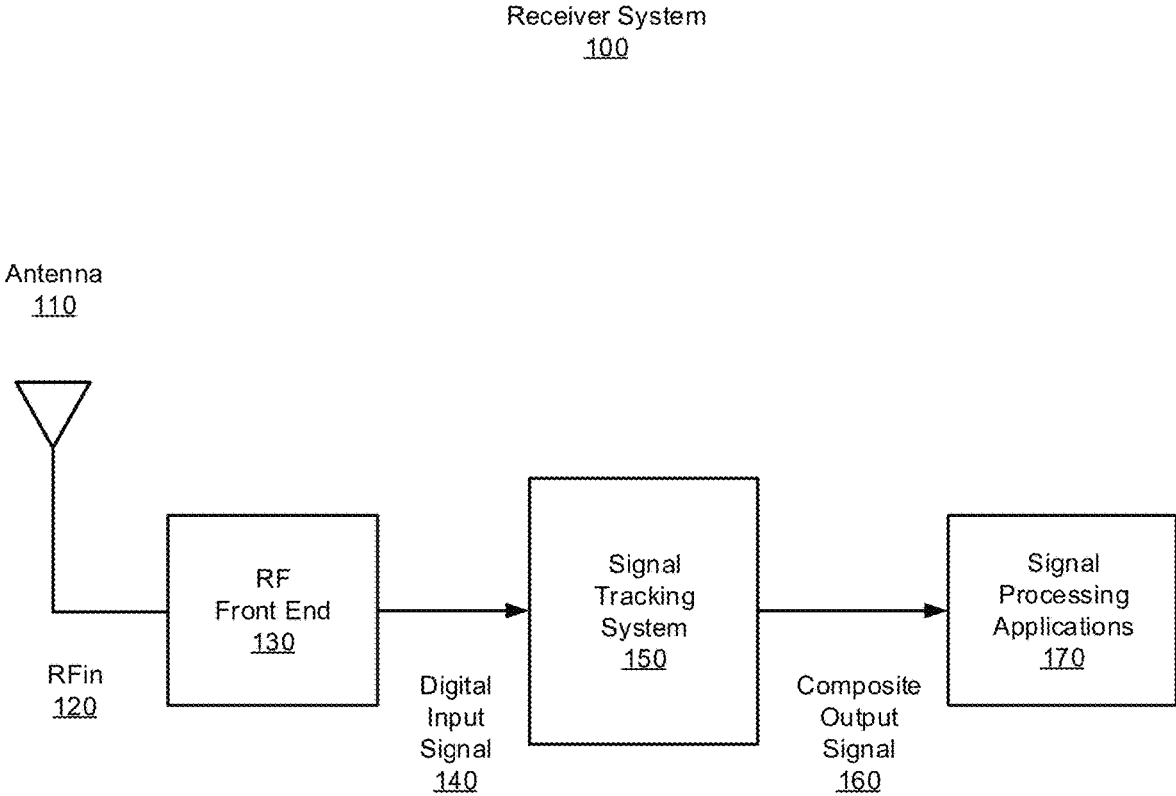 Receiver System
100
Antenna
110
RFin
120
RF
Front End
130
Digital
Input
Signal
140
Signal
Tracking
System
150
Composite
Output
Signal
160
Signal
Processing
Applications
170